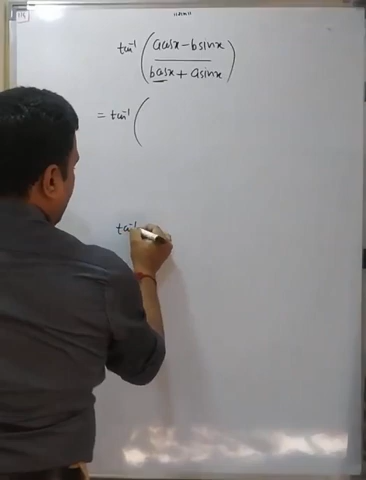 tan⁻¹ (acosx - bsinx / bcosx + asinx)
= tan⁻¹ (
tan⁻¹